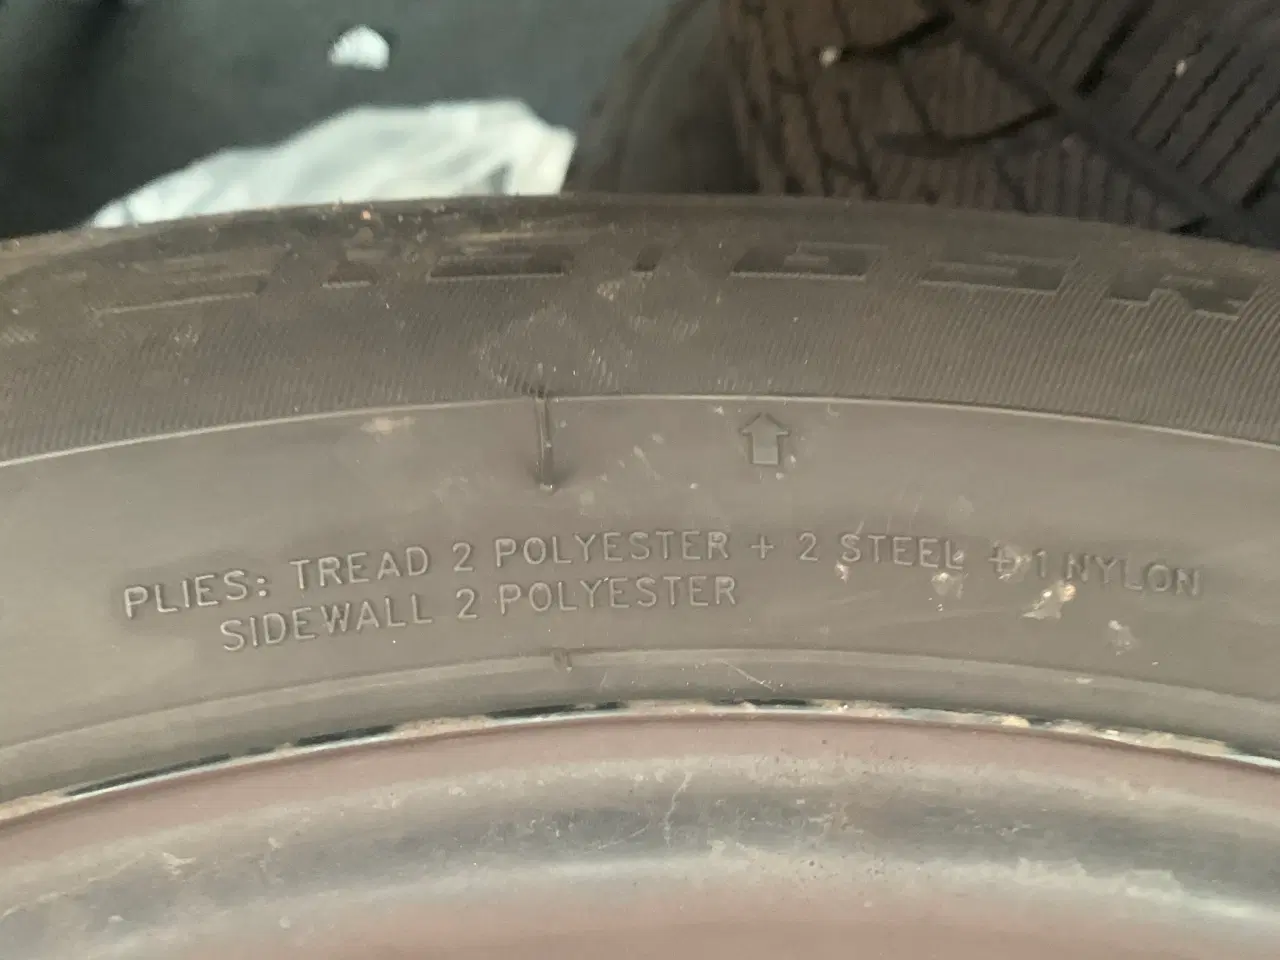 PLIES: TREAD 2 POLYESTER + 2 STEEL + 1 NYLON
SIDEWALL 2 POLYESTER